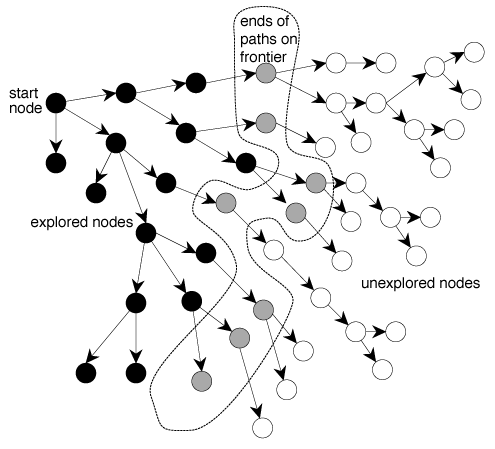 ends of
paths on
frontier
start
node
explored nodes
unexplored nodes